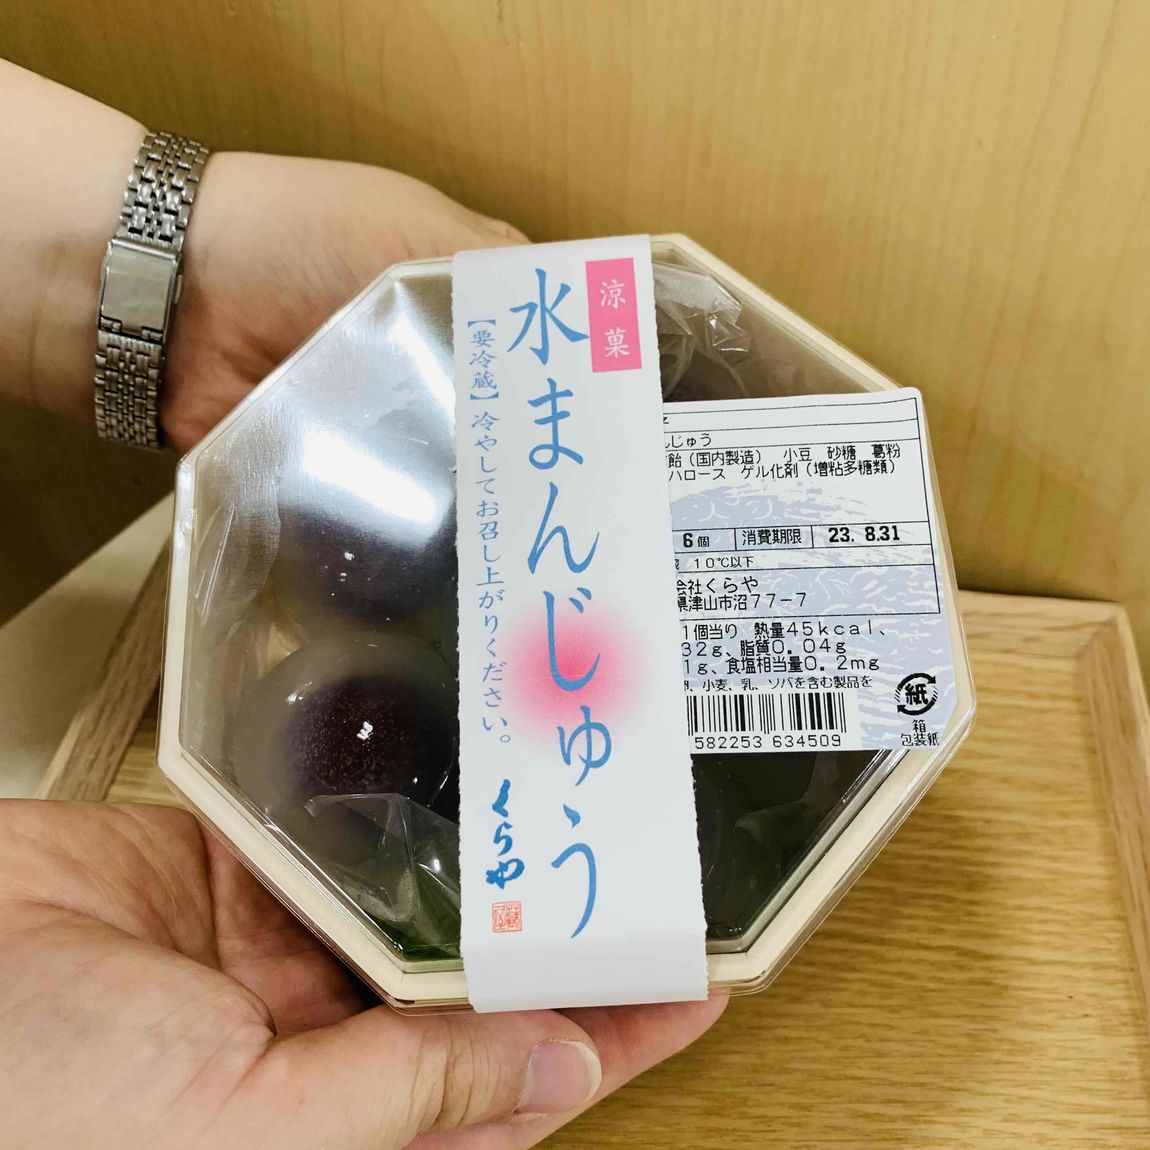 涼菓
水まんじゅう
【要冷蔵】冷やしてお召し上がりください。
くらや
んじゅう
飴（国内製造） 小豆 砂糖 葛粉
ハロース ゲル化剤（増粘多糖類）
6個 消費期限 23. 8.31
10℃以下
会社くらや
県津山市沼77-7
1個当り 熱量45kcal、
32g、脂質0.04g
1g、食塩相当量0.2mg
卵、小麦、乳、ソバを含む製品を
582253 634509
紙
箱
包装紙